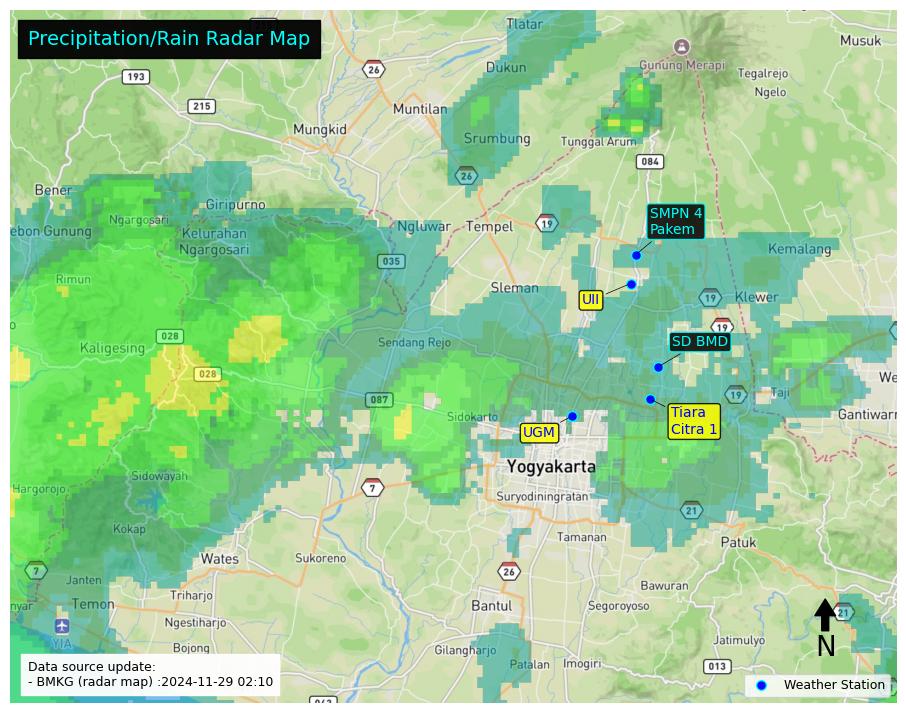 Precipitation/Rain Radar Map
Tlatar
Musuk
26
Dukun
Gunung Merapi
Tegalrejo
193
Ngelo
215
Muntilan
Mungkid
Srumbung
Tunggal Arum
084
26
Bener
Giripurno
Ngargosari
Ngluwar
Tempel
19
SMPN 4
Pakem
ebon Gunung
Kelurahan
Ngargosari
Kemalang
035
Rimun
Sleman
UII
19
Klewer
19
028
Kaligesing
Sendang Rejo
SD BMD
028
We
087
Taji
19
Sidokarto
Tiara
Citra 1
Gantiwarn
UGM
Yogyakarta
Sidowayah
Hargorojo
7
Suryodiningratan
21
Kokap
Tamanan
Patuk
Wates
Sukoreno
7
26
Janten
Bawuran
nyar
Temon
Triharjo
Bantul
Segoroyoso
21
Ngestiharjo
YIA
Jatimulyo
N
Bojong
Gilangharjo
Patalan
Imogiri
013
Data source update:
- BMKG (radar map) :2024-11-29 02:10
Weather Station